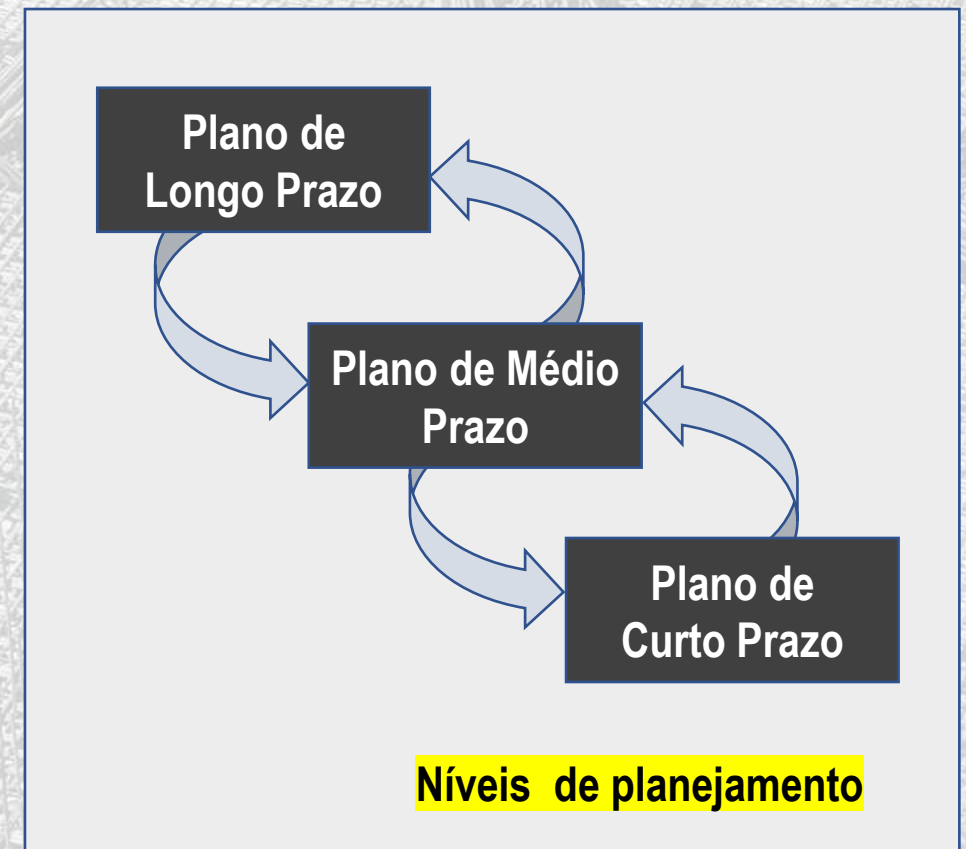 Plano de
Longo Prazo
Plano de Médio
Prazo
Plano de
Curto Prazo
Níveis de planejamento